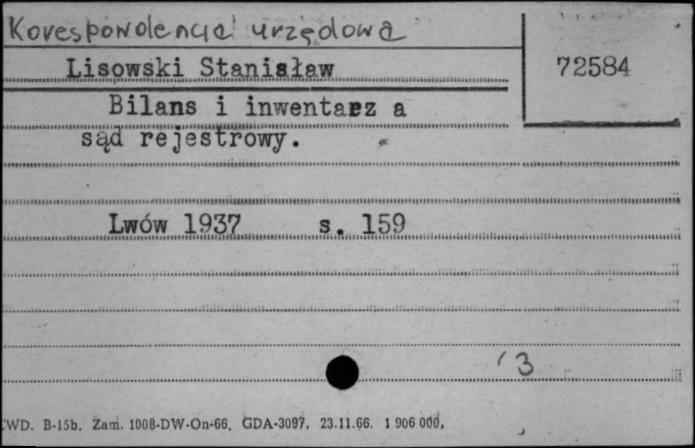 Korespondencja urzędowa
Lisowski Stanisław
72584
Bilans i inwentarz a
sąd rejestrowy.
Lwów 1937 s. 159
'3
WD. B-15b. Zam. 1008-DW-On-66, GDA-3097, 23.11.66. 1 906 000.